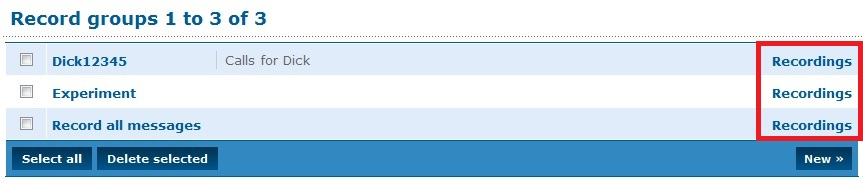 Record groups 1 to 3 of 3
Dick12345 Calls for Dick Recordings
Experiment Recordings
Record all messages Recordings
Select all Delete selected New »